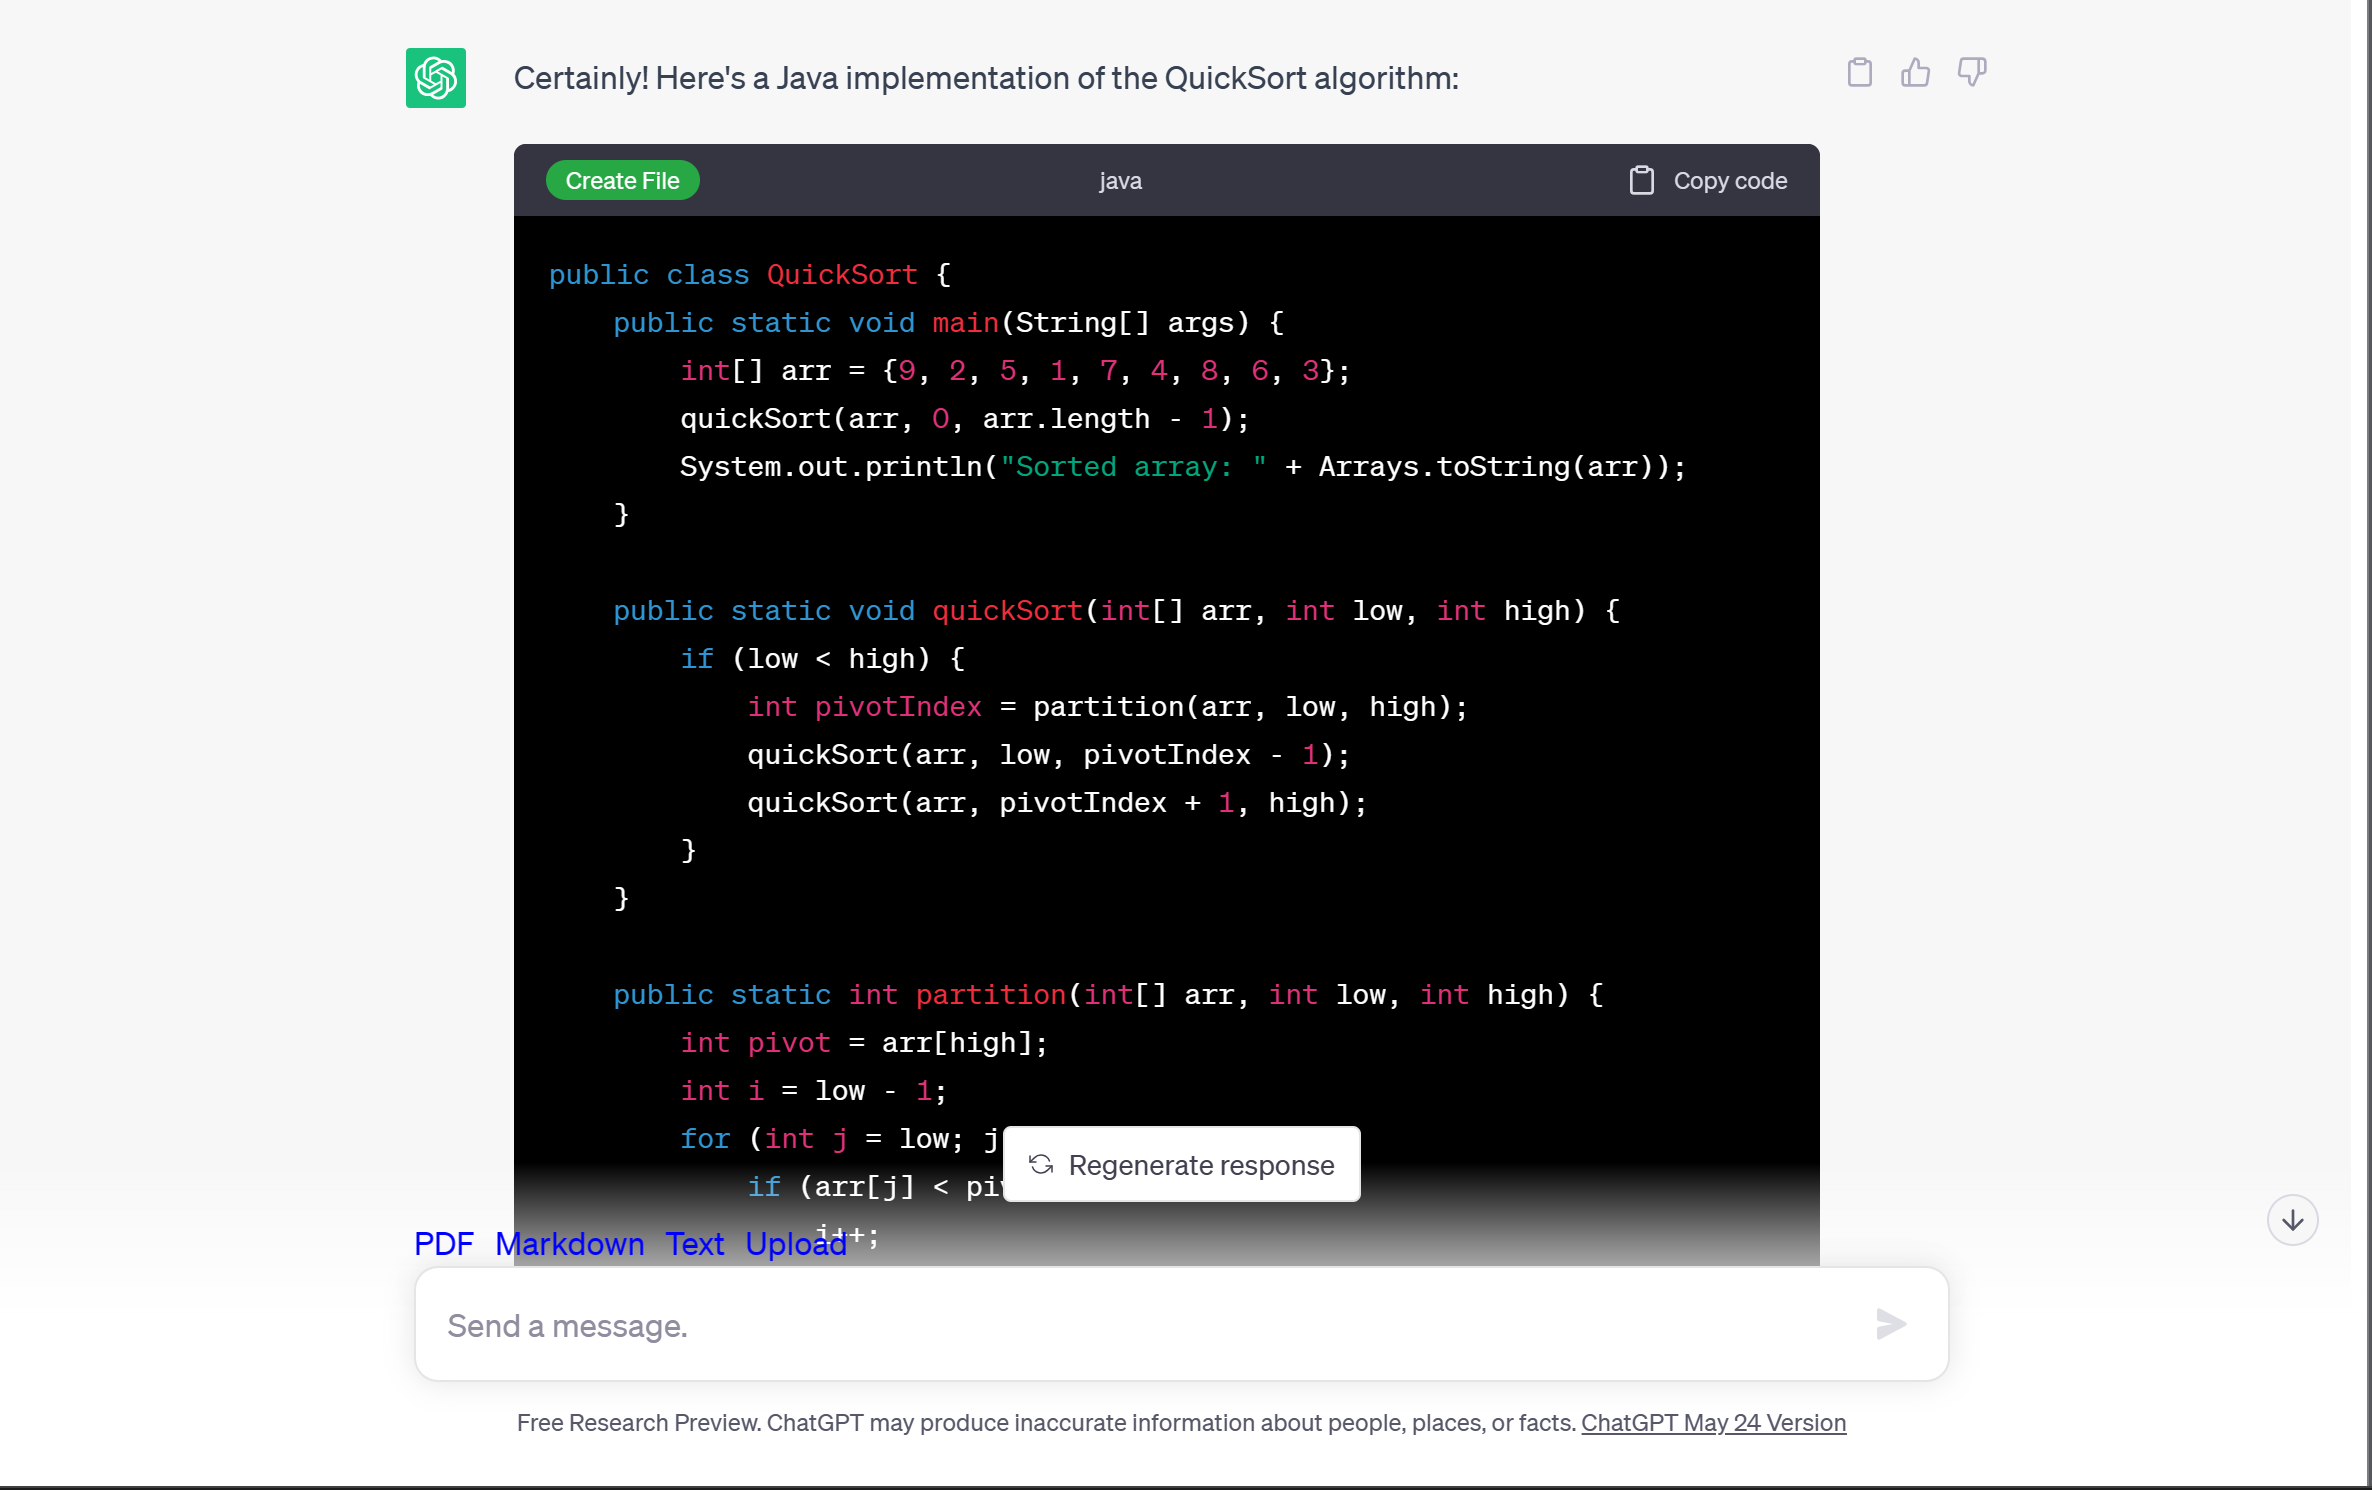 Certainly! Here's a Java implementation of the QuickSort algorithm:
Create File java Copy code
public class QuickSort {
    public static void main(String[] args) {
        int[] arr = {9, 2, 5, 1, 7, 4, 8, 6, 3};
        quickSort(arr, 0, arr.length - 1);
        System.out.println("Sorted array: " + Arrays.toString(arr));
    }
    public static void quickSort(int[] arr, int low, int high) {
        if (low < high) {
            int pivotIndex = partition(arr, low, high);
            quickSort(arr, low, pivotIndex - 1);
            quickSort(arr, pivotIndex + 1, high);
        }
    }
    public static int partition(int[] arr, int low, int high) {
        int pivot = arr[high];
        int i = low - 1;
        for (int j = low; j
            if (arr[j] <
Regenerate response
                i++;
PDF Markdown Text Upload
Send a message.
Free Research Preview. ChatGPT may produce inaccurate information about people, places, or facts. ChatGPT May 24 Version